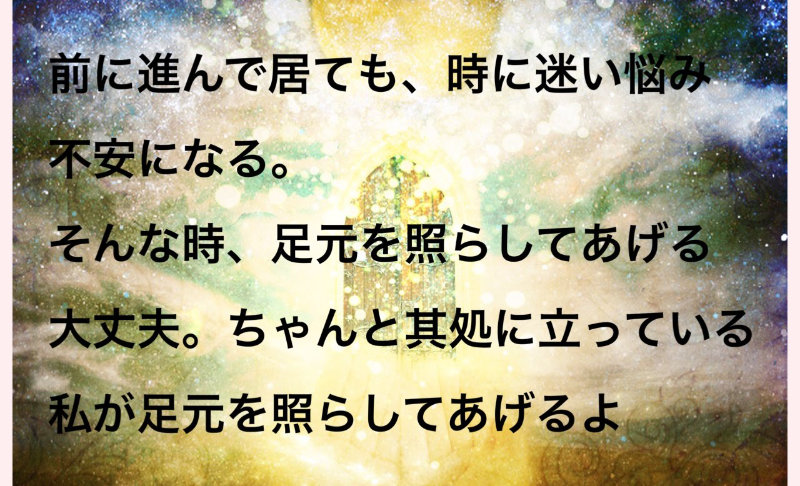 前に進んで居ても、時に迷い悩み
不安になる。
そんな時、足元を照らしてあげる
大丈夫。ちゃんと其処に立っている
私が足元を照らしてあげるよ